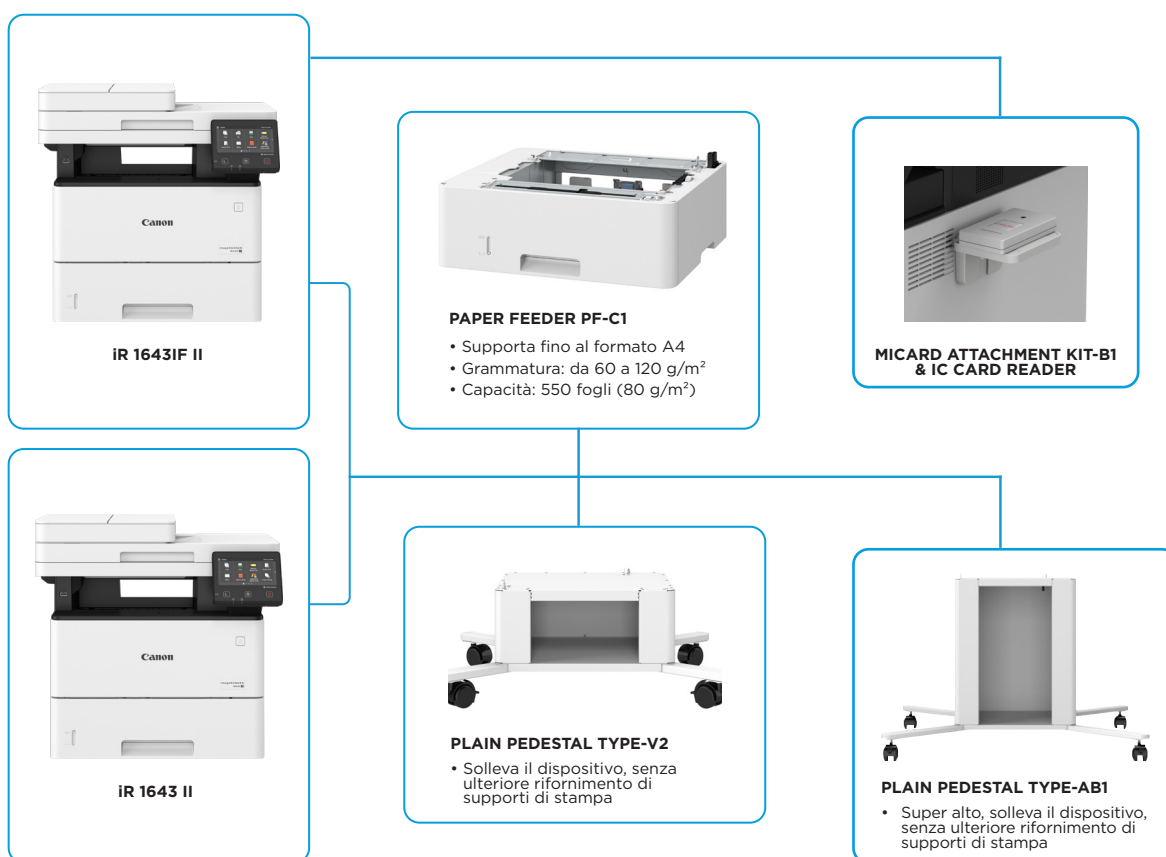 Canon
iR 1643IF II
PAPER FEEDER PF-C1
• Supporta fino al formato A4
• Grammatura: da 60 a 120 g/m²
• Capacità: 550 fogli (80 g/m²)
MICARD ATTACHMENT KIT-B1
& IC CARD READER
Canon
iR 1643 II
PLAIN PEDESTAL TYPE-V2
• Solleva il dispositivo, senza
ulteriore rifornimento di
supporti di stampa
PLAIN PEDESTAL TYPE-AB1
• Super alto, solleva il dispositivo,
senza ulteriore rifornimento di
supporti di stampa